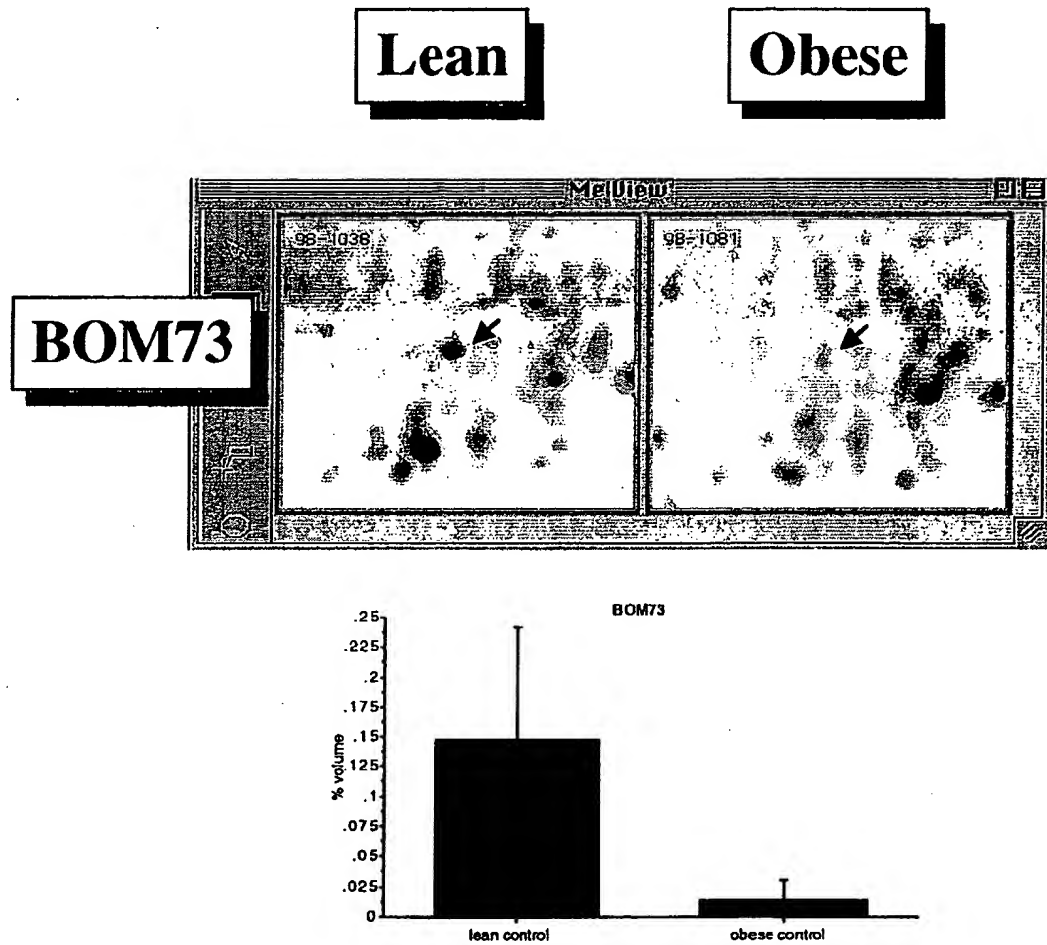 Lean
Obese
MelView
98-1038
98-1081
BOM73
BOM73
.25
.225
.2
.175
.15
.125
.1
.075
.05
.025
0
% volume
lean control
obese control